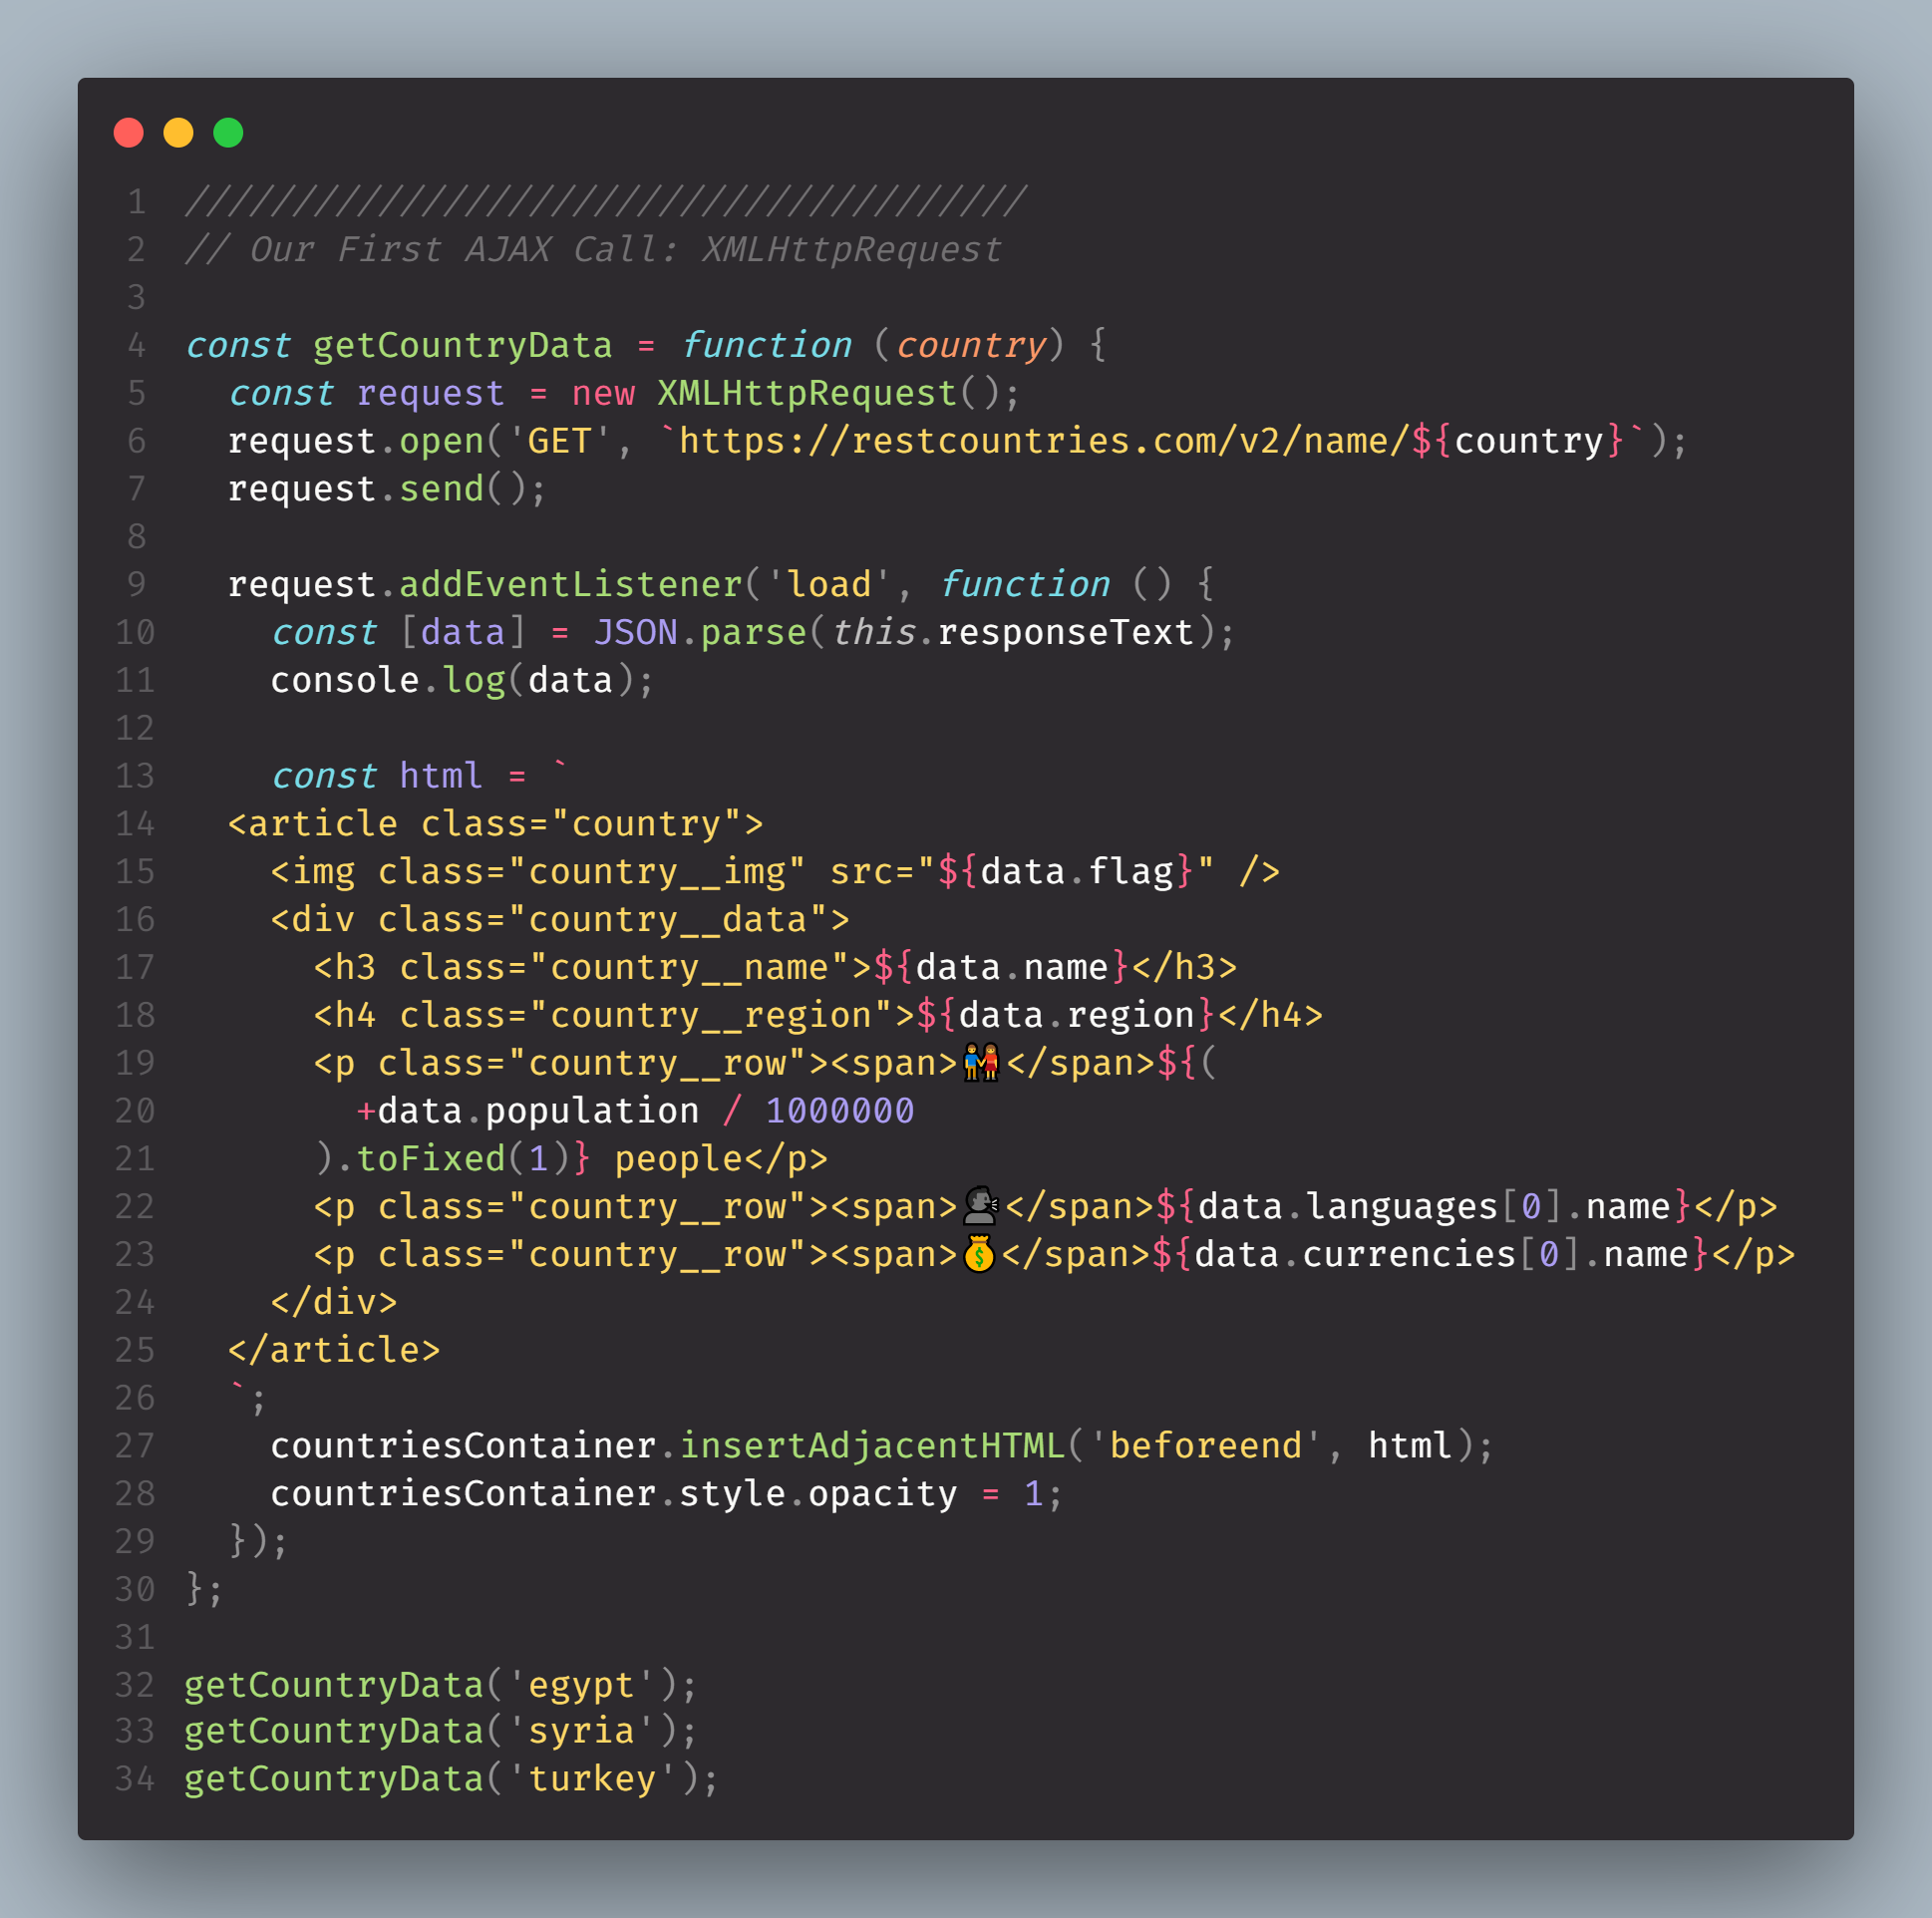 1 ///////////////////////////////////////
2 // Our First AJAX Call: XMLHttpRequest
3
4 const getCountryData = function (country) {
5   const request = new XMLHttpRequest();
6   request.open('GET', `https://restcountries.com/v2/name/${country}`);
7   request.send();
8
9   request.addEventListener('load', function () {
10     const [data] = JSON.parse(this.responseText);
11     console.log(data);
12
13     const html = `
14   <article class="country">
15     <img class="country__img" src="${data.flag}" />
16     <div class="country__data">
17       <h3 class="country__name">${data.name}</h3>
18       <h4 class="country__region">${data.region}</h4>
19       <p class="country__row"><span>👫</span>${(
20         +data.population / 1000000
21       ).toFixed(1)} people</p>
22       <p class="country__row"><span>🗣️</span>${data.languages[0].name}</p>
23       <p class="country__row"><span>💰</span>${data.currencies[0].name}</p>
24     </div>
25   </article>
26   `;
27     countriesContainer.insertAdjacentHTML('beforeend', html);
28     countriesContainer.style.opacity = 1;
29   });
30 };
31
32 getCountryData('egypt');
33 getCountryData('syria');
34 getCountryData('turkey');